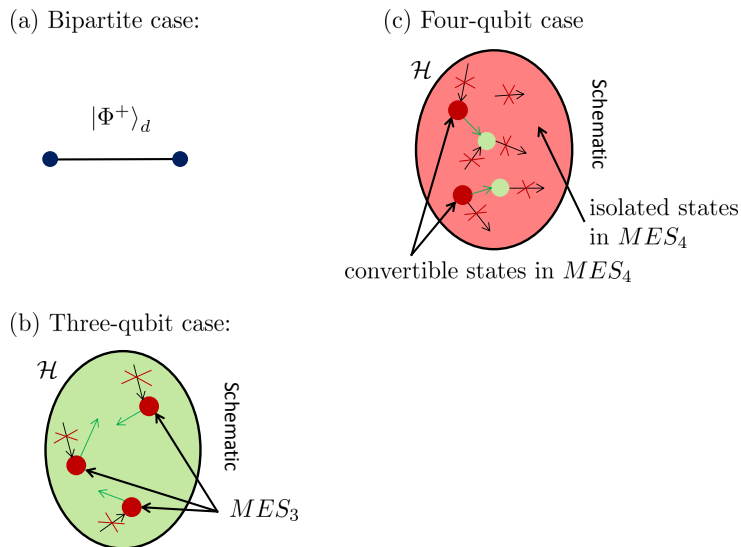 (a) Bipartite case:
|Φ⁺⟩_d
(c) Four-qubit case
ℋ
Schematic
isolated states
in MES₄
convertible states in MES₄
(b) Three-qubit case:
ℋ
Schematic
MES₃